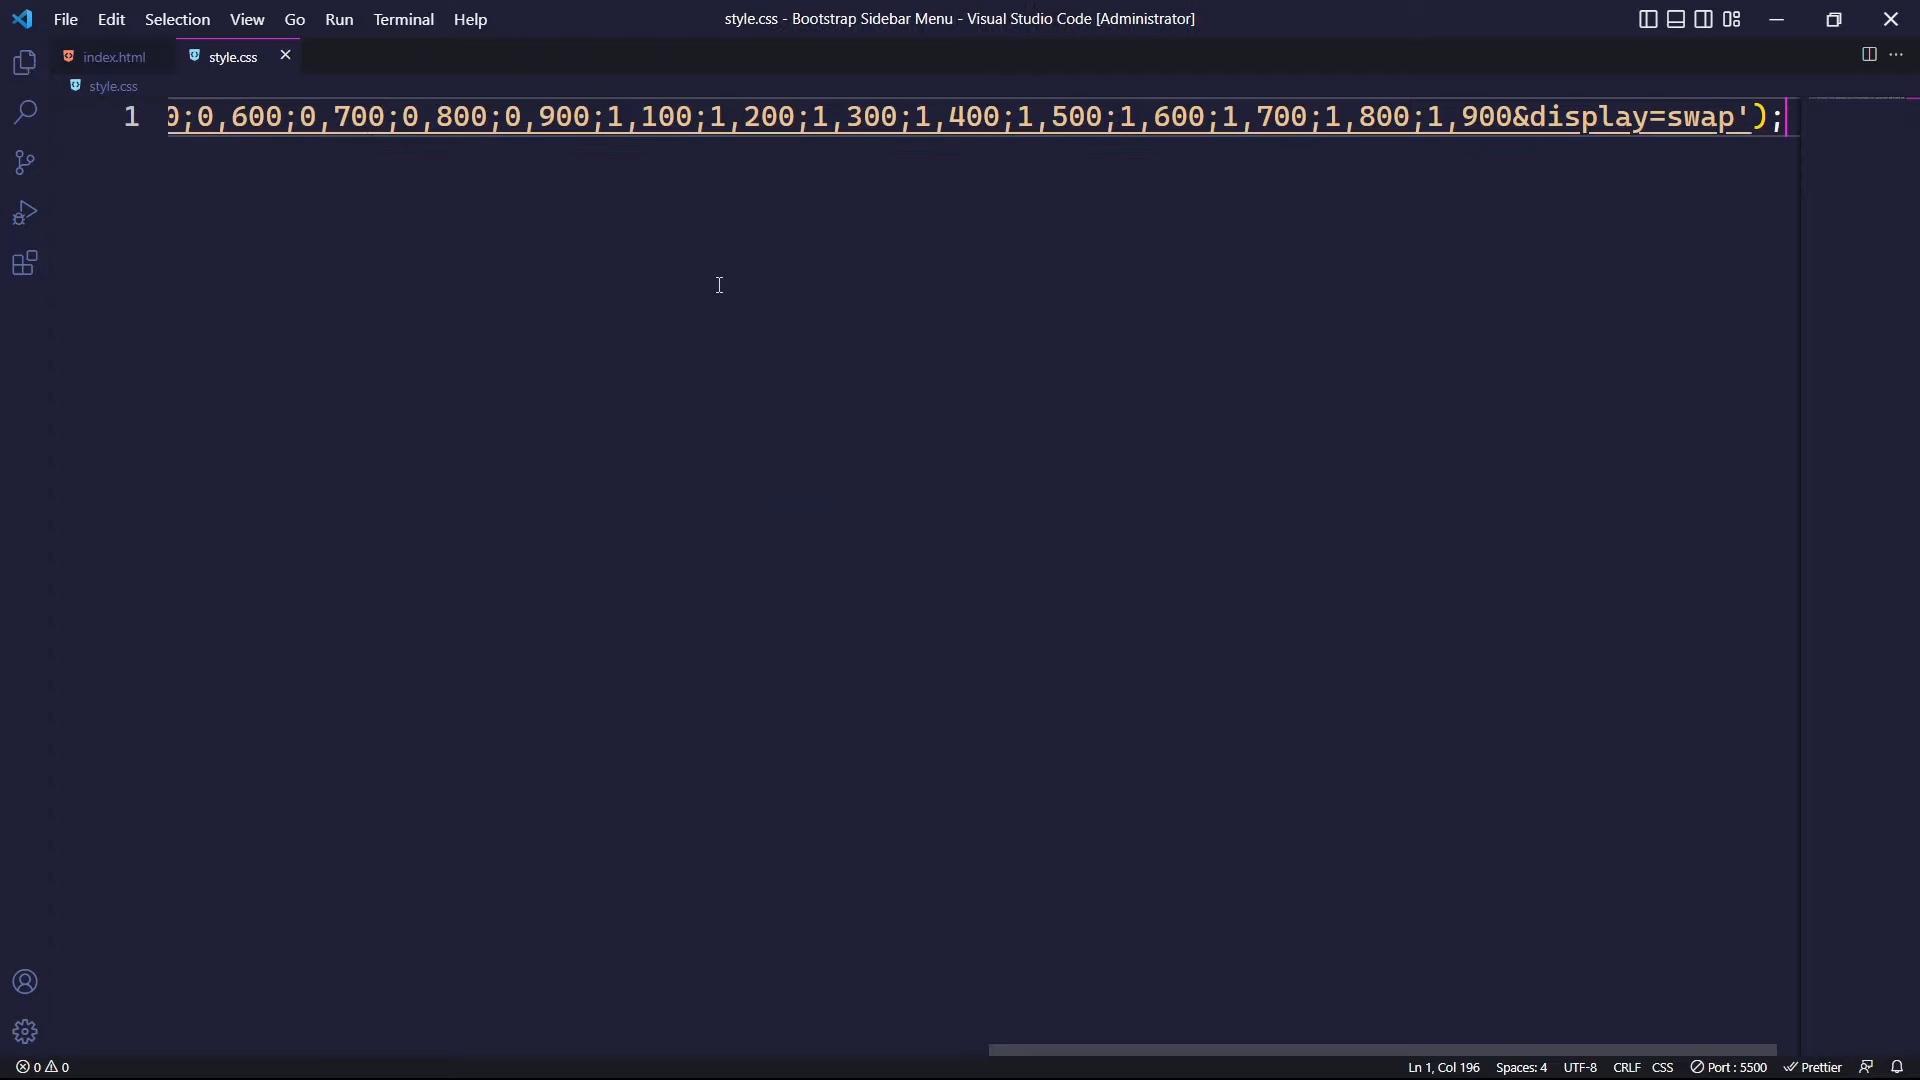 File Edit Selection View Go Run Terminal Help
style.css - Bootstrap Sidebar Menu - Visual Studio Code [Administrator]
index.html style.css
style.css
1 0;0,600;0,700;0,800;0,900;1,100;1,200;1,300;1,400;1,500;1,600;1,700;1,800;1,900&display=swap');
0 0 Ln 1, Col 196 Spaces: 4 UTF-8 CRLF CSS Port : 5500 Prettier